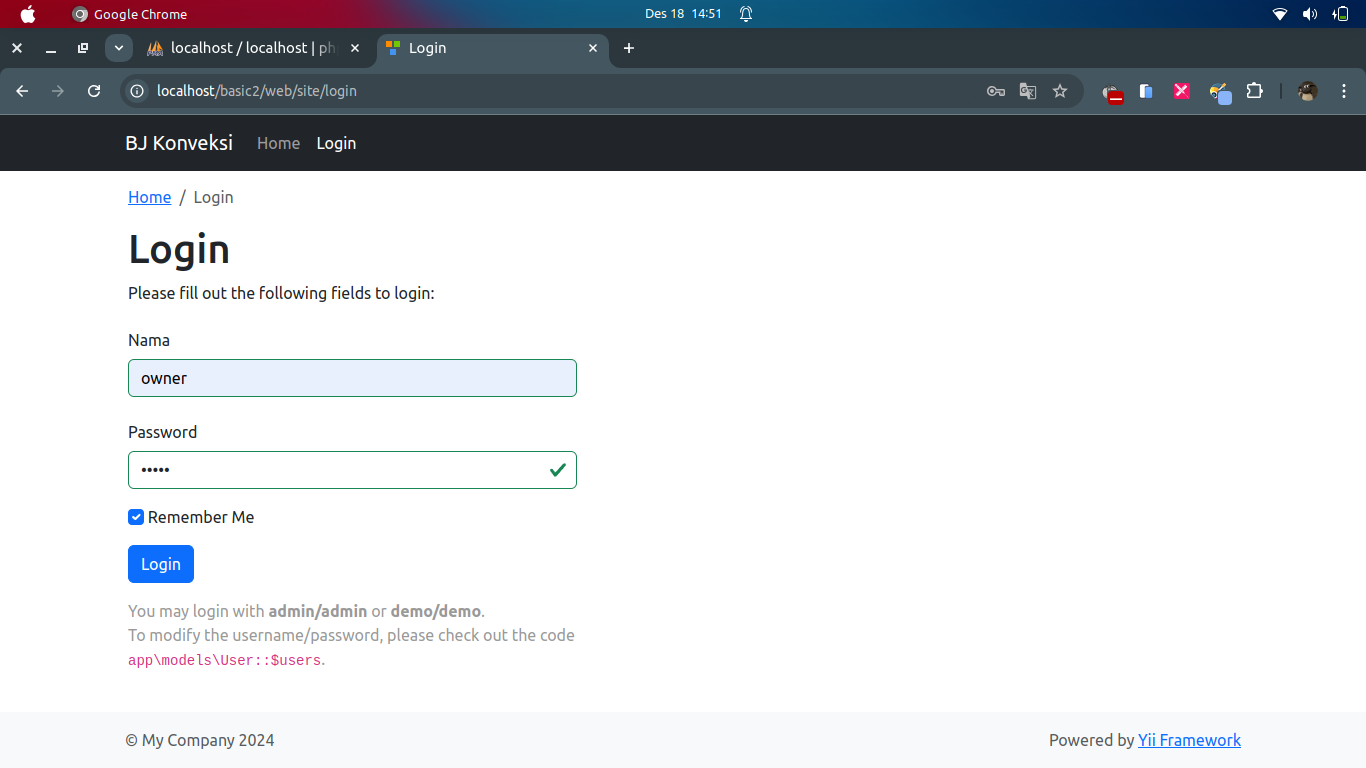 Google Chrome
Des 18 14:51
localhost / localhost | ph
Login
localhost/basic2/web/site/login
BJ Konveksi Home Login
Home / Login
Login
Please fill out the following fields to login:
Nama
owner
Password
•••••
Remember Me
Login
You may login with admin/admin or demo/demo.
To modify the username/password, please check out the code
app\models\User::$users.
© My Company 2024
Powered by Yii Framework